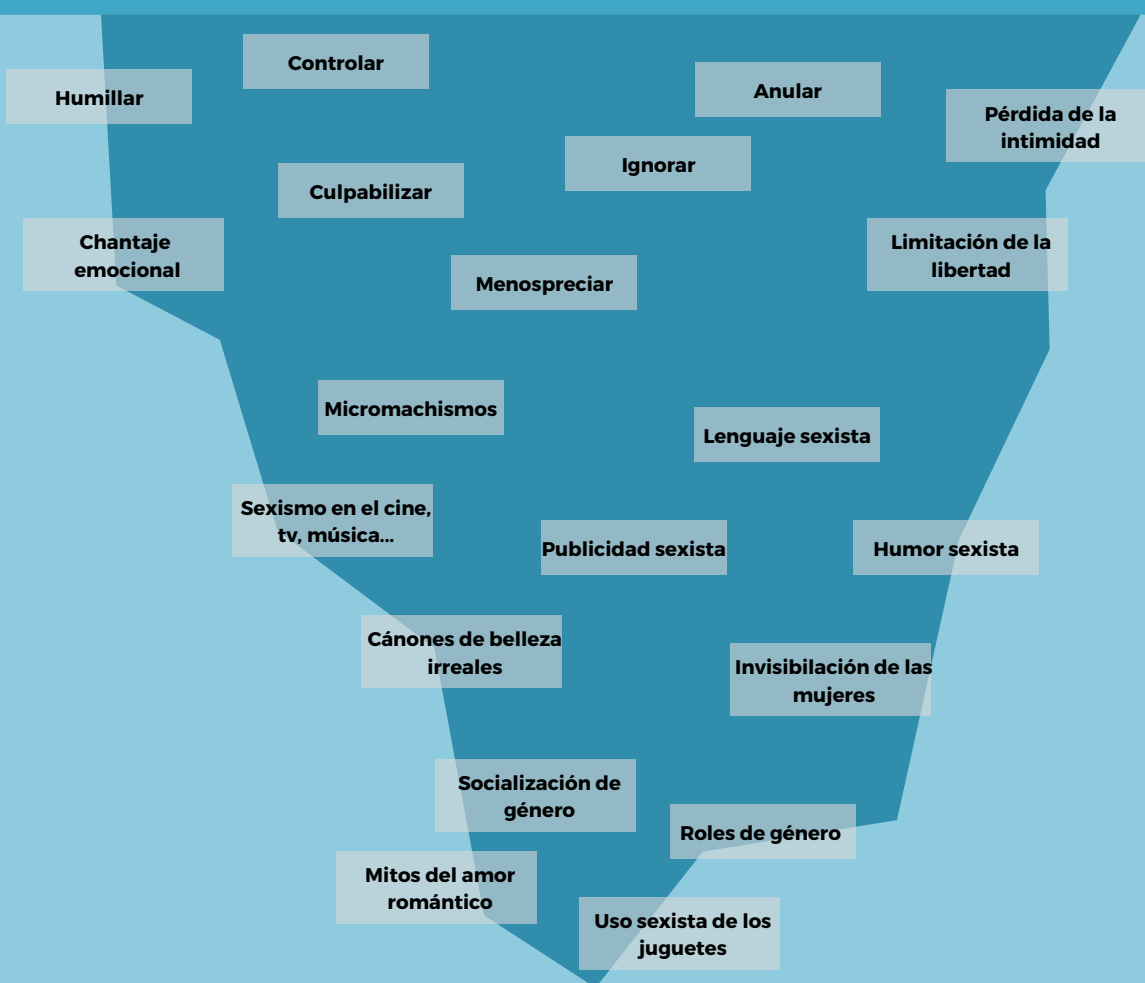 Controlar
Humillar
Anular
Pérdida de la
intimidad
Ignorar
Culpabilizar
Chantaje
emocional
Limitación de la
libertad
Menospreciar
Micromachismos
Lenguaje sexista
Sexismo en el cine,
tv, música...
Publicidad sexista
Humor sexista
Cánones de belleza
irreales
Invisibilación de las
mujeres
Socialización de
género
Roles de género
Mitos del amor
romántico
Uso sexista de los
juguetes